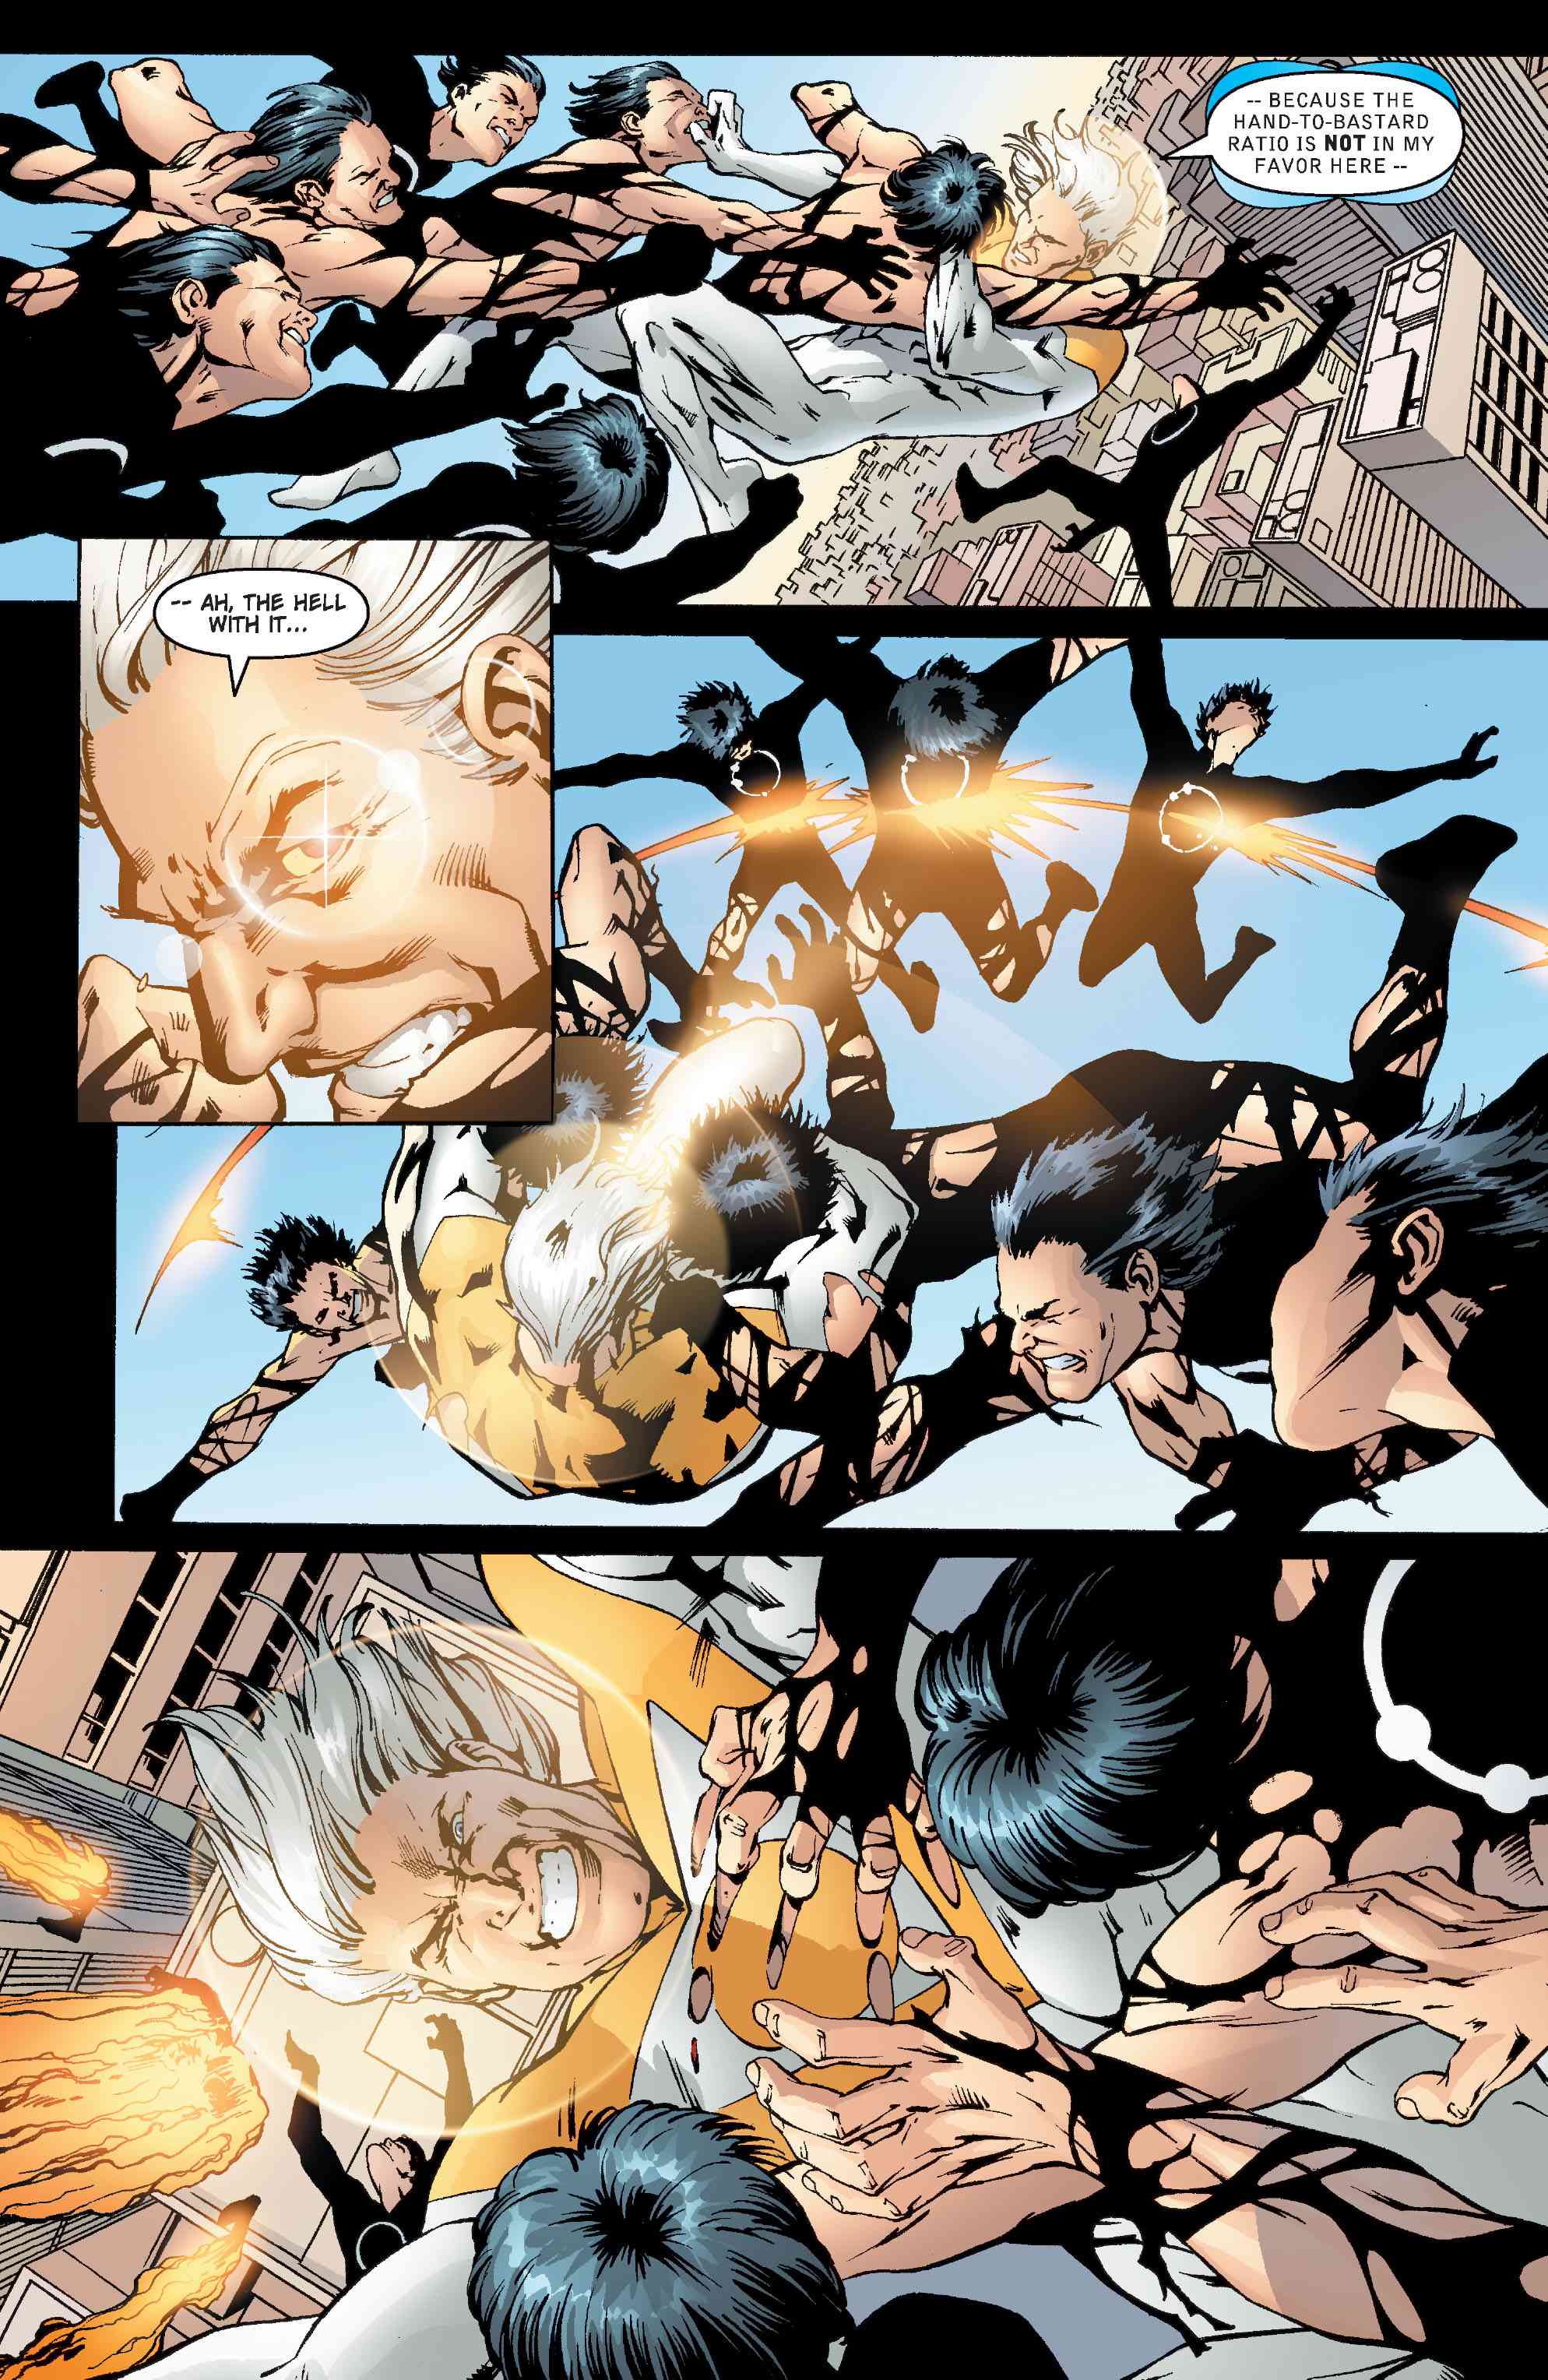 -- BECAUSE THE
HAND-TO-BASTARD
RATIO IS NOT IN MY
FAVOR HERE --
-- AH, THE HELL
WITH IT...